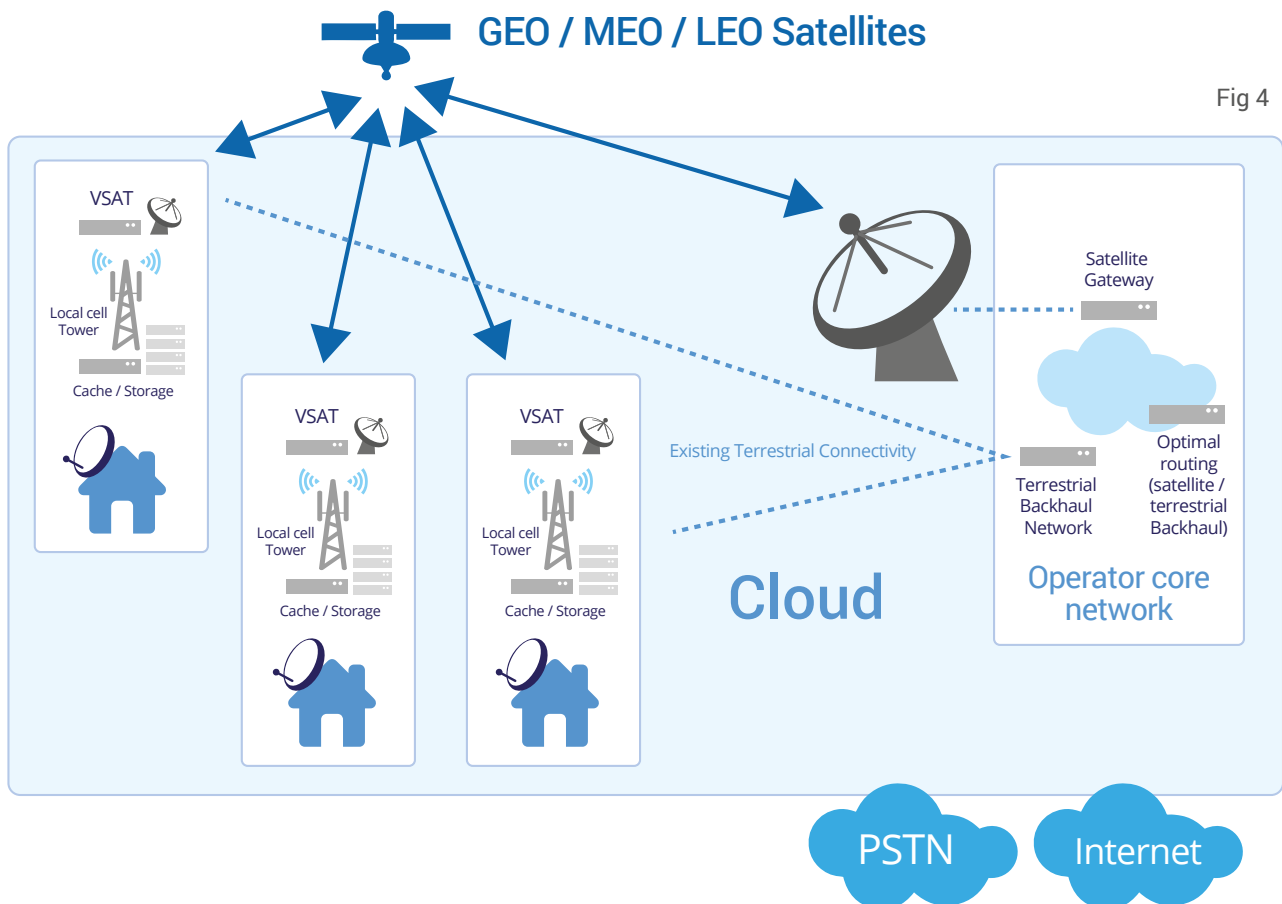 GEO / MEO / LEO Satellites
Fig 4
VSAT
Local cell
Tower
Cache / Storage
VSAT
Local cell
Tower
Cache / Storage
VSAT
Local cell
Tower
Cache / Storage
Existing Terrestrial Connectivity
Cloud
Satellite
Gateway
Terrestrial
Backhaul
Network
Optimal
routing
(satellite /
terrestrial
Backhaul)
Operator core
network
PSTN
Internet